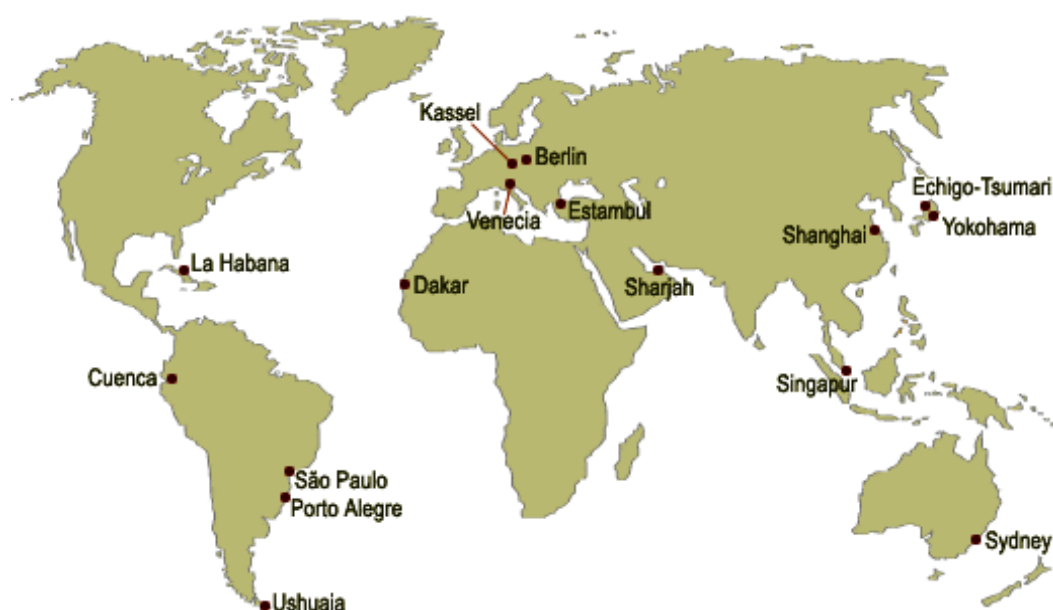 Kassel
Berlin
Echigo-Tsumari
Venecia
Estambul
Yokohama
Shanghai
La Habana
Dakar
Sharjah
Cuenca
Singapur
São Paulo
Porto Alegre
Sydney
Ushuaia